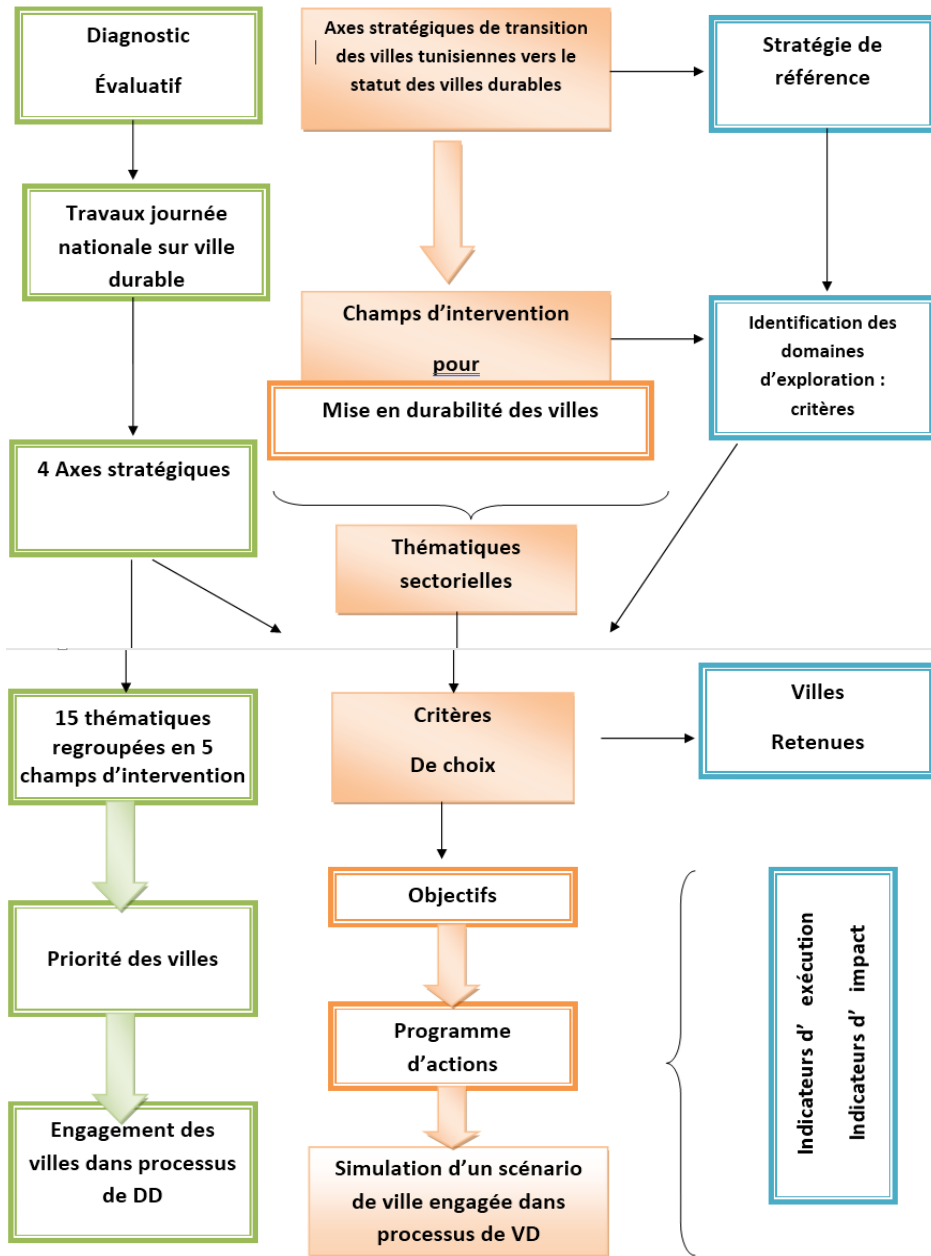 Diagnostic
Évaluatif
Axes stratégiques de transition
des villes tunisiennes vers le
statut des villes durables
Stratégie de
référence
Travaux journée
nationale sur ville
durable
Champs d’intervention
pour
Mise en durabilité des villes
Identification des
domaines
d’exploration :
critères
4 Axes stratégiques
Thématiques
sectorielles
15 thématiques
regroupées en 5
champs d’intervention
Critères
De choix
Villes
Retenues
Priorité des villes
Objectifs
Programme
d’actions
Indicateurs d’ exécution
Indicateurs d’ impact
Engagement des
villes dans processus
de DD
Simulation d’un scénario
de ville engagée dans
processus de VD